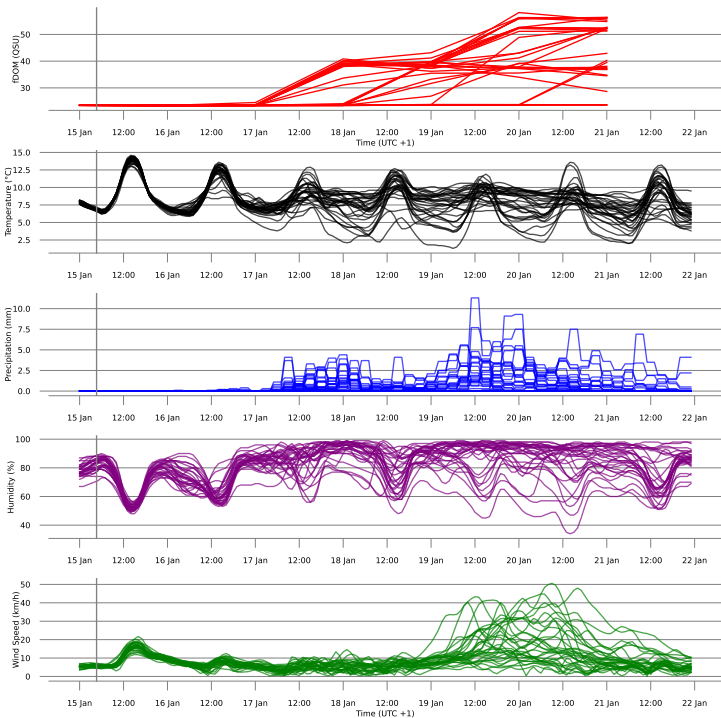 fDOM (QSU)
50
40
30
15 Jan 12:00 16 Jan 12:00 17 Jan 12:00 18 Jan 12:00 19 Jan 12:00 20 Jan 12:00 21 Jan 12:00 22 Jan
Time (UTC +1)
Temperature (°C)
15.0
12.5
10.0
7.5
5.0
2.5
15 Jan 12:00 16 Jan 12:00 17 Jan 12:00 18 Jan 12:00 19 Jan 12:00 20 Jan 12:00 21 Jan 12:00 22 Jan
Precipitation (mm)
10.0
7.5
5.0
2.5
0.0
15 Jan 12:00 16 Jan 12:00 17 Jan 12:00 18 Jan 12:00 19 Jan 12:00 20 Jan 12:00 21 Jan 12:00 22 Jan
Humidity (%)
100
80
60
40
15 Jan 12:00 16 Jan 12:00 17 Jan 12:00 18 Jan 12:00 19 Jan 12:00 20 Jan 12:00 21 Jan 12:00 22 Jan
Wind Speed (km/h)
50
40
30
20
10
0
15 Jan 12:00 16 Jan 12:00 17 Jan 12:00 18 Jan 12:00 19 Jan 12:00 20 Jan 12:00 21 Jan 12:00 22 Jan
Time (UTC +1)